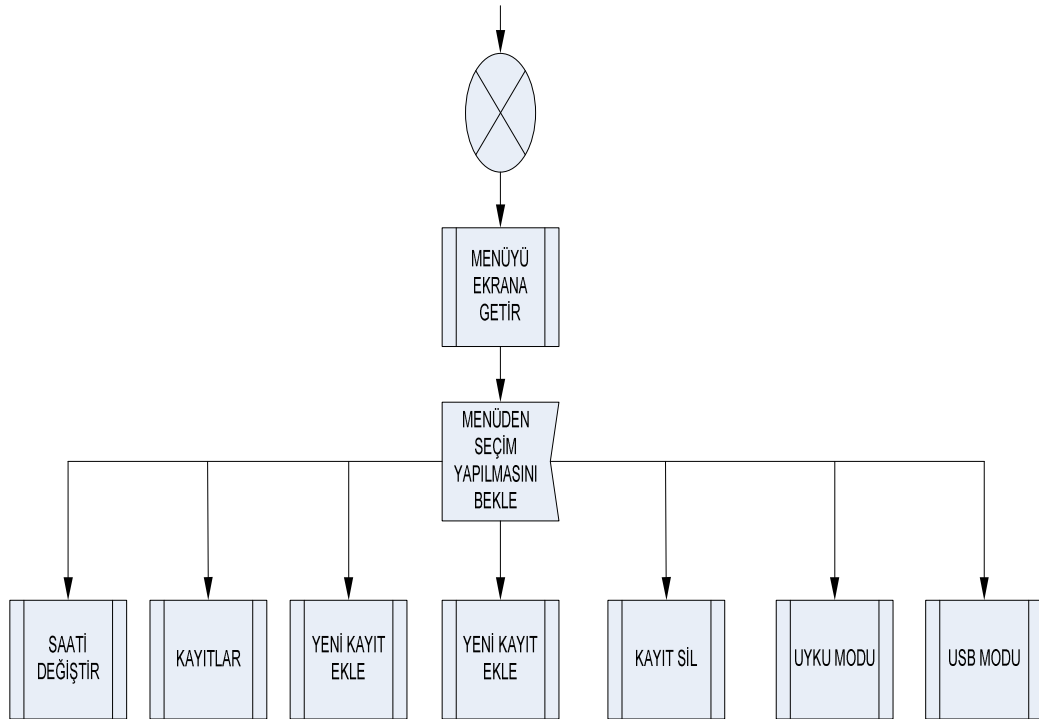 MENÜYÜ
EKRANA
GETİR
MENÜDEN
SEÇİM
YAPILMASINI
BEKLE
SAATİ
DEĞİŞTİR
KAYITLAR
YENİ KAYIT
EKLE
YENİ KAYIT
EKLE
KAYIT SİL
UYKU MODU
USB MODU